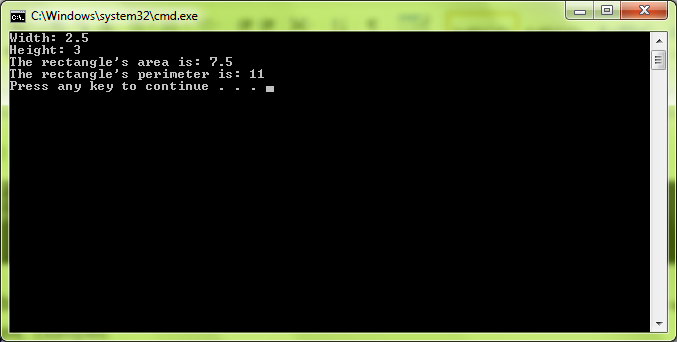 C:\Windows\system32\cmd.exe
Width: 2.5
Height: 3
The rectangle's area is: 7.5
The rectangle's perimeter is: 11
Press any key to continue . . .